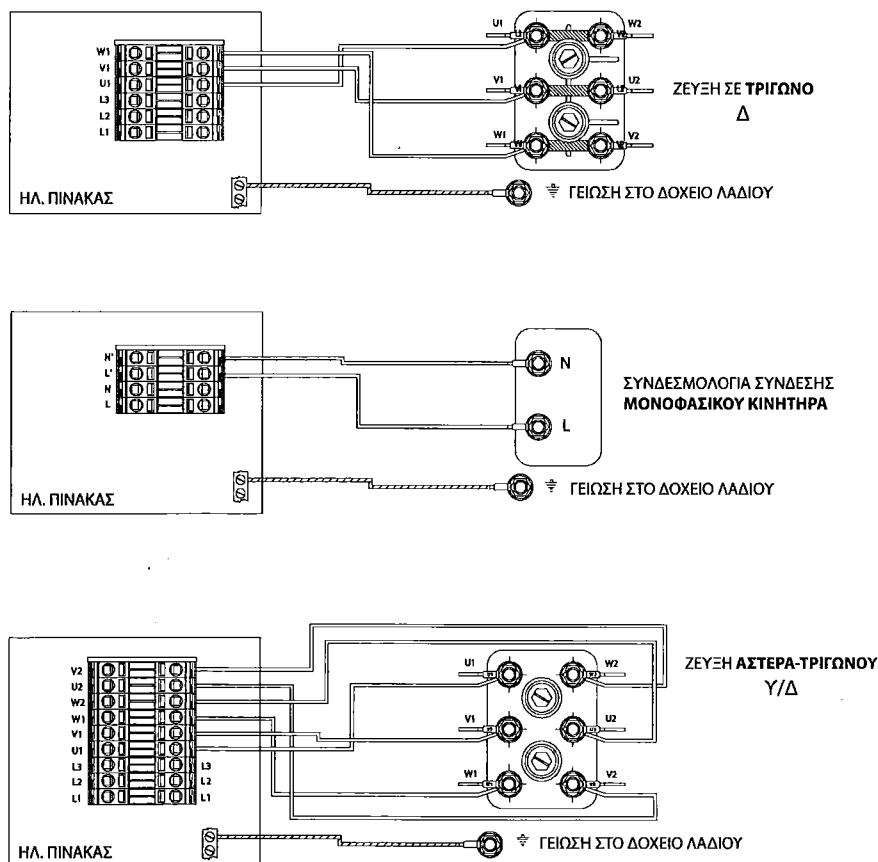 U1
W2
W1
V1
U1
L3
L2
L1
V1
U2
W1
V2
ΖΕΥΞΗ ΣΕ ΤΡΙΓΩΝΟ
Δ
ΗΛ. ΠΙΝΑΚΑΣ
ΓΕΙΩΣΗ ΣΤΟ ΔΟΧΕΙΟ ΛΑΔΙΟΥ
N'
L'
N
L
N
L
ΣΥΝΔΕΣΜΟΛΟΓΙΑ ΣΥΝΔΕΣΗΣ
ΜΟΝΟΦΑΣΙΚΟΥ ΚΙΝΗΤΗΡΑ
ΗΛ. ΠΙΝΑΚΑΣ
ΓΕΙΩΣΗ ΣΤΟ ΔΟΧΕΙΟ ΛΑΔΙΟΥ
V2
U2
W2
W1
V1
U1
L3
L2
L1
L3
L2
L1
U1
W2
V1
U2
W1
V2
ΖΕΥΞΗ ΑΣΤΕΡΑ-ΤΡΙΓΩΝΟΥ
Υ/Δ
ΗΛ. ΠΙΝΑΚΑΣ
ΓΕΙΩΣΗ ΣΤΟ ΔΟΧΕΙΟ ΛΑΔΙΟΥ